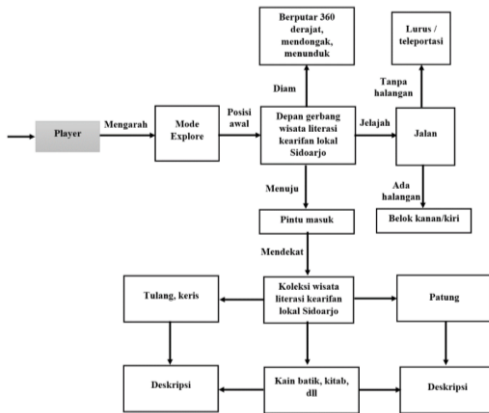 Berputar 360
derajat,
mendongak,
menunduk
Lurus /
teleportasi
Diam
Tanpa
halangan
Player
Mengarah
Mode
Explore
Posisi
awal
Depan gerbang
wisata literasi
kearifan lokal
Sidoarjo
Jelajah
Jalan
Menuju
Ada
halangan
Pintu masuk
Belok kanan/kiri
Mendekat
Tulang, keris
Koleksi wisata
literasi kearifan
lokal Sidoarjo
Patung
Deskripsi
Kain batik, kitab,
dll
Deskripsi